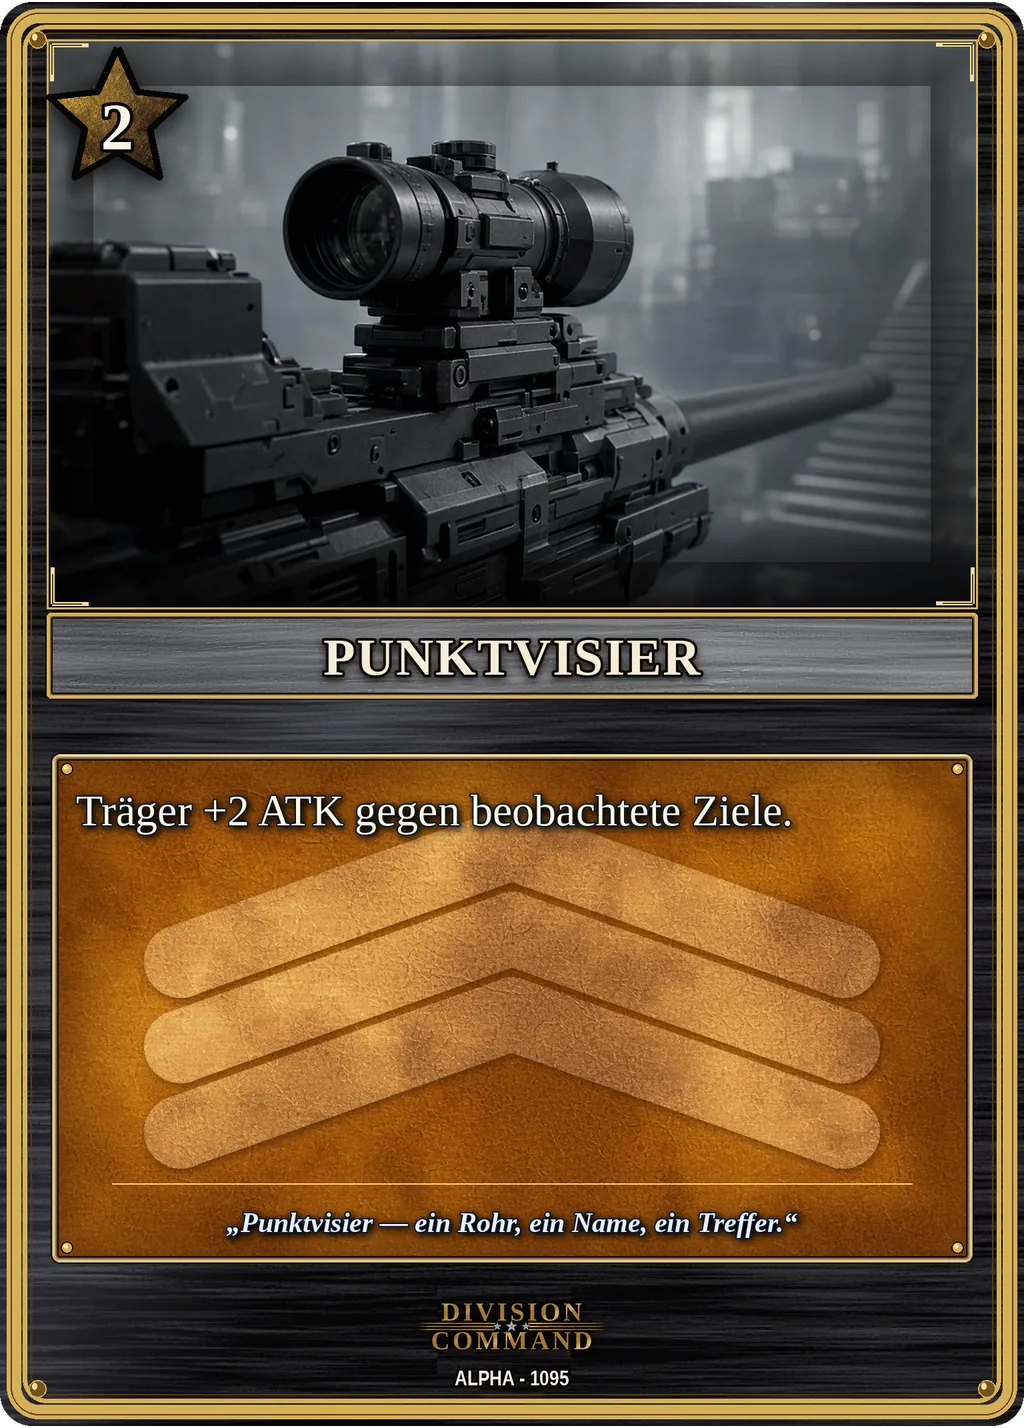 2
PUNKTVISIER
Träger +2 ATK gegen beobachtete Ziele.
„Punktvisier — ein Rohr, ein Name, ein Treffer.“
DIVISION
COMMAND
ALPHA - 1095